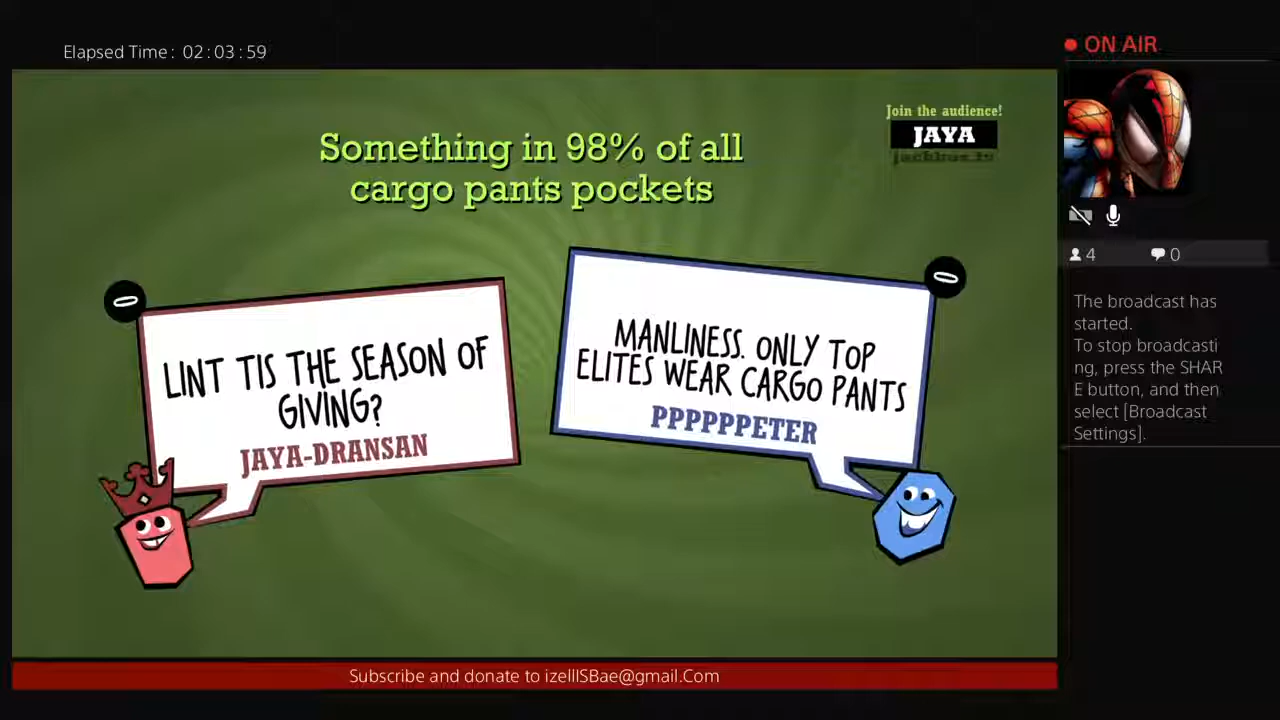 Elapsed Time: 02:03:59
ON AIR
Join the audience!
JAYA
jackbox.tv
Something in 98% of all
cargo pants pockets
LINT TIS THE SEASON OF
GIVING?
JAYA-DRANSAN
MANLINESS. ONLY TOP
ELITES WEAR CARGO PANTS
PPPPPPETER
4
0
The broadcast has
started.
To stop broadcasti
ng, press the SHAR
E button, and then
select [Broadcast
Settings].
Subscribe and donate to izellISBae@gmail.Com